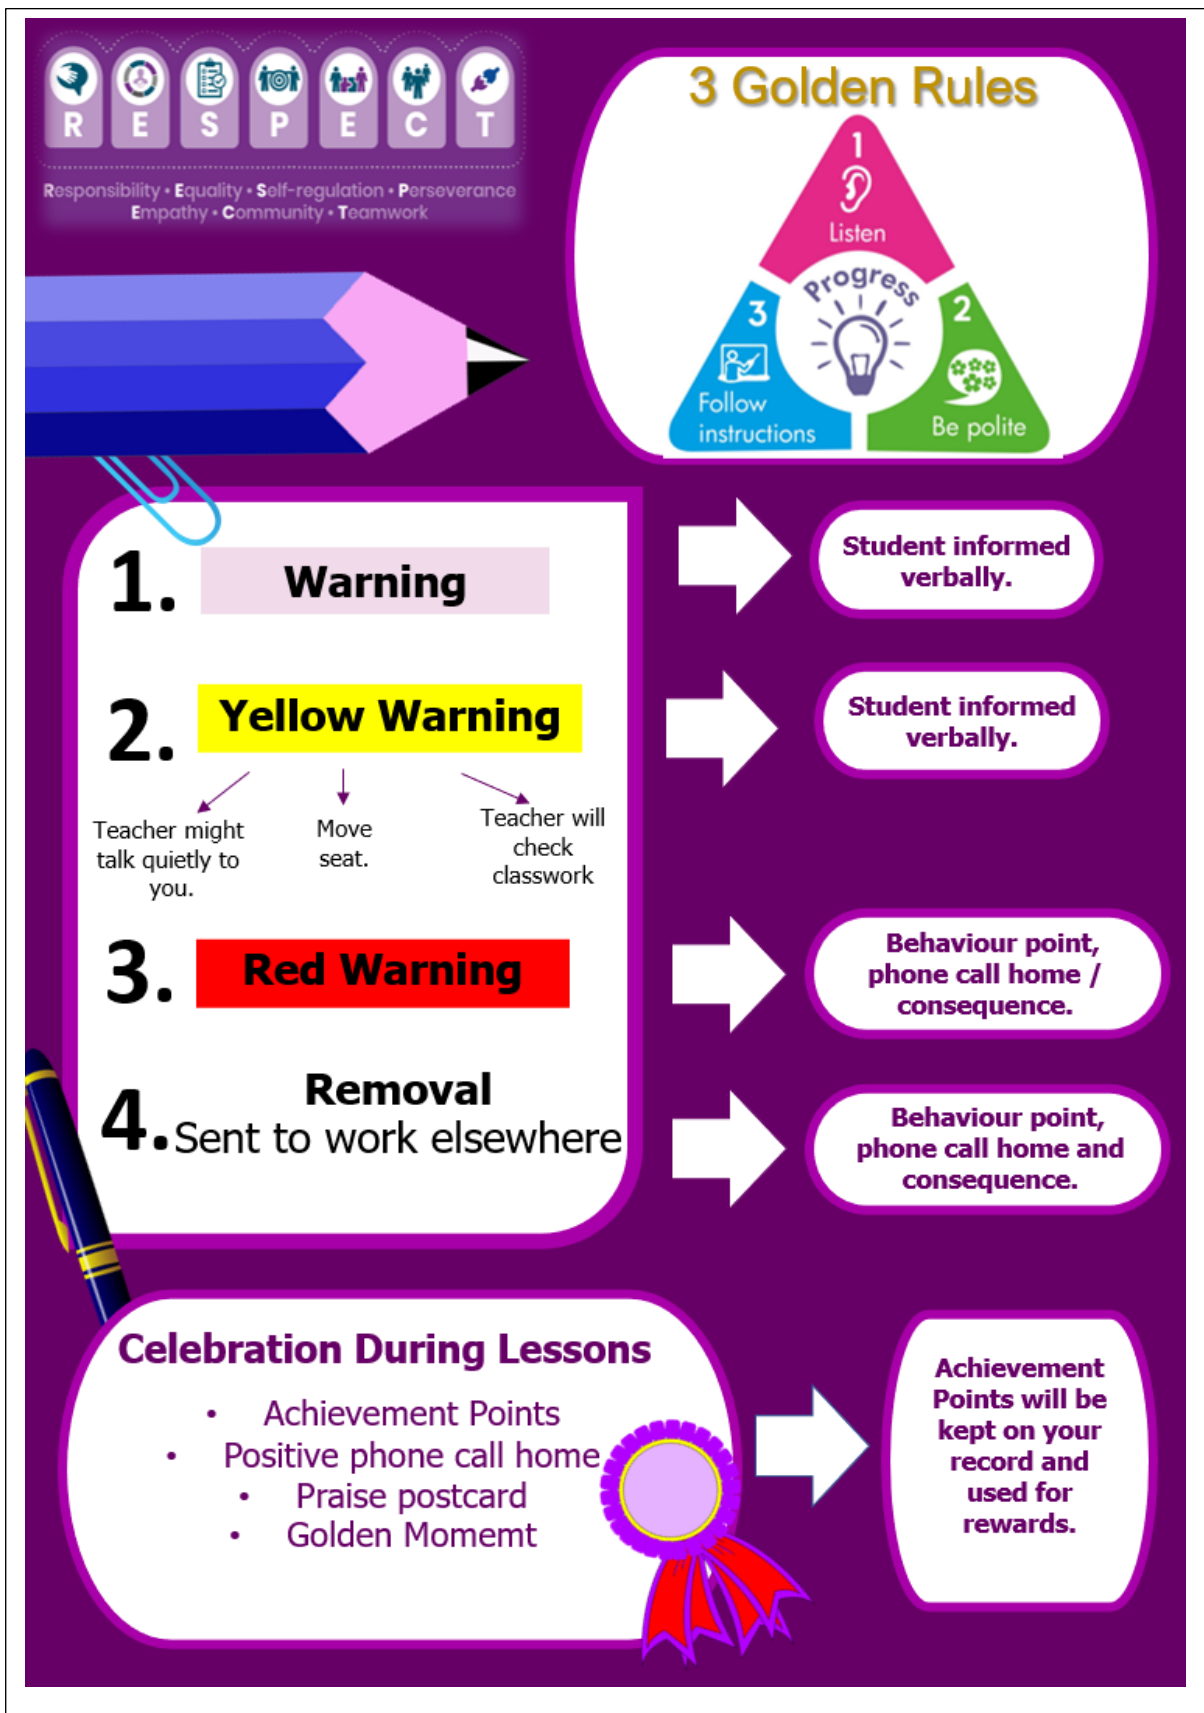 R E S P E C T
Responsibility • Equality • Self-regulation • Perseverance
Empathy • Community • Teamwork
3 Golden Rules
1
Listen
Progress
3
Follow
instructions
2
Be polite
1. Warning
Student informed
verbally.
2. Yellow Warning
Student informed
verbally.
Teacher might
talk quietly to
you.
Move
seat.
Teacher will
check
classwork
3. Red Warning
Behaviour point,
phone call home /
consequence.
4. Removal
Sent to work elsewhere
Behaviour point,
phone call home and
consequence.
Celebration During Lessons
• Achievement Points
• Positive phone call home
• Praise postcard
• Golden Momemt
Achievement
Points will be
kept on your
record and
used for
rewards.